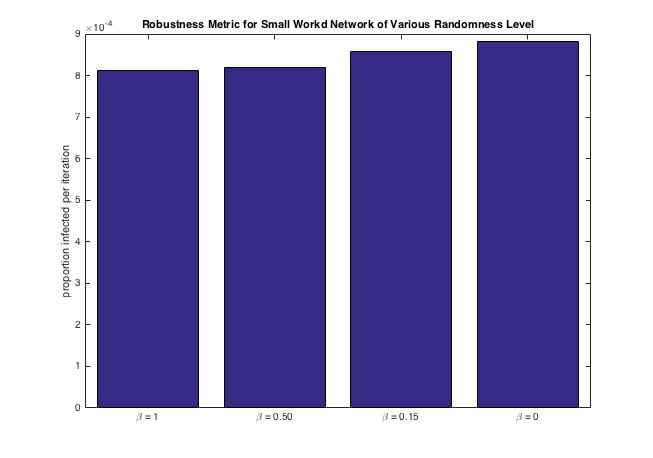 Robustness Metric for Small Workd Network of Various Randomness Level
×10⁻⁴
9
8
7
6
5
4
3
2
1
0
proportion infected per iteration
β = 1
β = 0.50
β = 0.15
β = 0